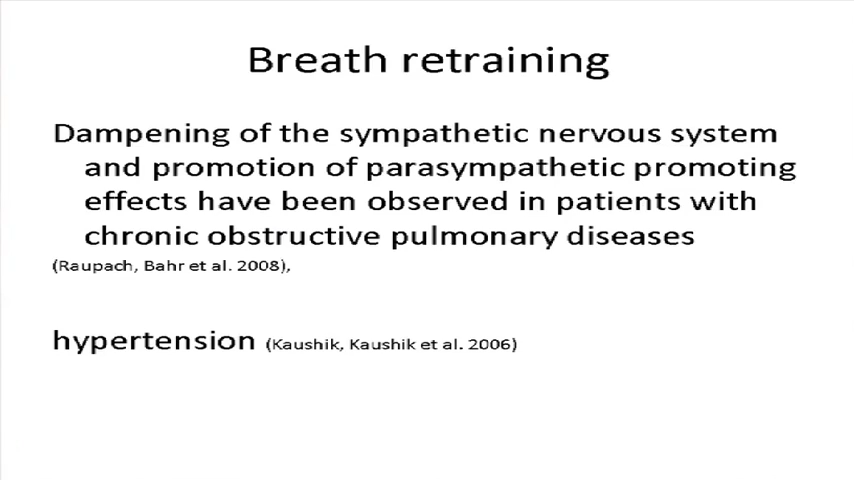 Breath retraining
Dampening of the sympathetic nervous system
and promotion of parasympathetic promoting
effects have been observed in patients with
chronic obstructive pulmonary diseases
(Raupach, Bahr et al. 2008),
hypertension (Kaushik, Kaushik et al. 2006)